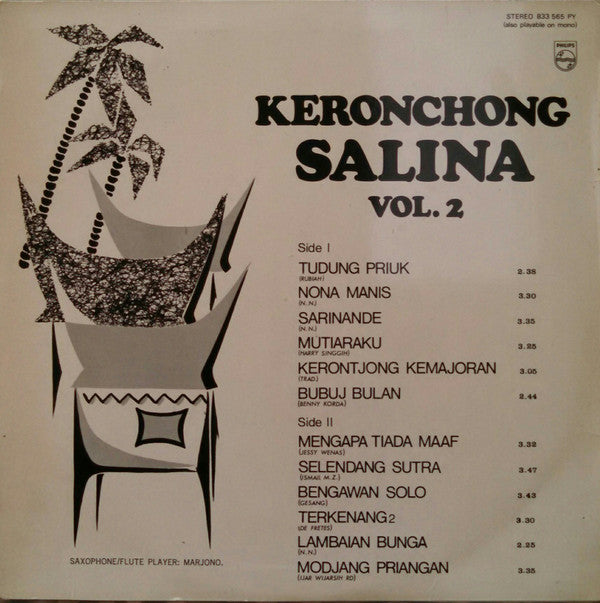 STEREO 833 565 PY
(also playable on mono)
PHILIPS
KERONCHONG
SALINA
VOL. 2
Side I
TUDUNG PRIUK 2.38
(RUBIAH)
NONA MANIS 3.30
(N.N.)
SARINANDE 3.35
(N.N.)
MUTIARAKU 3.25
(HARRY SINGGIH)
KERONTJONG KEMAJORAN 3.05
(TRAD.)
BUBUJ BULAN 2.44
(BENNY KORDA)
Side II
MENGAPA TIADA MAAF 3.32
(JESSY WENAS)
SELENDANG SUTRA 3.47
(ISMAIL M.Z.)
BENGAWAN SOLO 3.43
(GESANG)
TERKENANG2 3.30
(DE FRETES)
LAMBAIAN BUNGA 2.25
(N.N.)
MODJANG PRIANGAN 3.35
(IJAR WIJARSIH RD)
SAXOPHONE/FLUTE PLAYER: MARJONO.